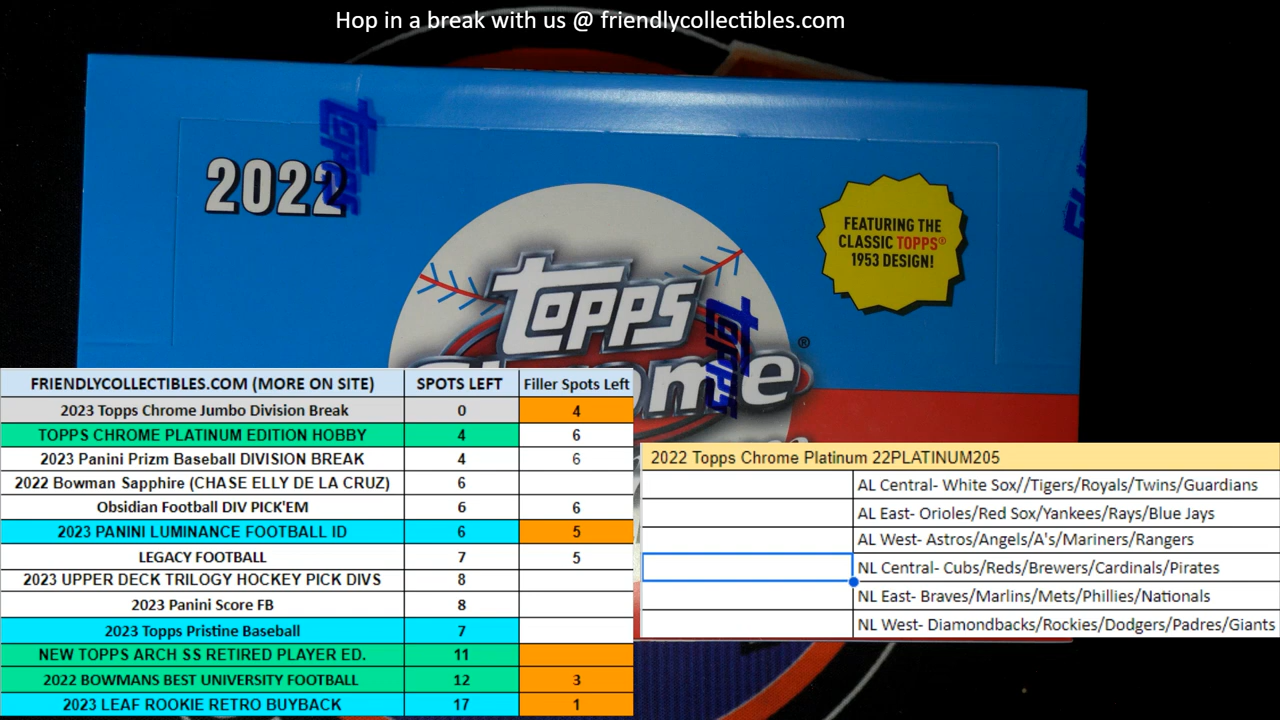 Hop in a break with us @ friendlycollectibles.com
2022
topps
FEATURING THE
CLASSIC TOPPS®
1953 DESIGN!
topps
topps
Chrome®
FRIENDLYCOLLECTIBLES.COM (MORE ON SITE) SPOTS LEFT Filler Spots Left
2023 Topps Chrome Jumbo Division Break 0 4
TOPPS CHROME PLATINUM EDITION HOBBY 4 6
2023 Panini Prizm Baseball DIVISION BREAK 4 6
2022 Bowman Sapphire (CHASE ELLY DE LA CRUZ) 6
Obsidian Football DIV PICK'EM 6 6
2023 PANINI LUMINANCE FOOTBALL ID 6 5
LEGACY FOOTBALL 7 5
2023 UPPER DECK TRILOGY HOCKEY PICK DIVS 8
2023 Panini Score FB 8
2023 Topps Pristine Baseball 7
NEW TOPPS ARCH SS RETIRED PLAYER ED. 11
2022 BOWMANS BEST UNIVERSITY FOOTBALL 12 3
2023 LEAF ROOKIE RETRO BUYBACK 17 1
2022 Topps Chrome Platinum 22PLATINUM205
AL Central- White Sox//Tigers/Royals/Twins/Guardians
AL East- Orioles/Red Sox/Yankees/Rays/Blue Jays
AL West- Astros/Angels/A's/Mariners/Rangers
NL Central- Cubs/Reds/Brewers/Cardinals/Pirates
NL East- Braves/Marlins/Mets/Phillies/Nationals
NL West- Diamondbacks/Rockies/Dodgers/Padres/Giants